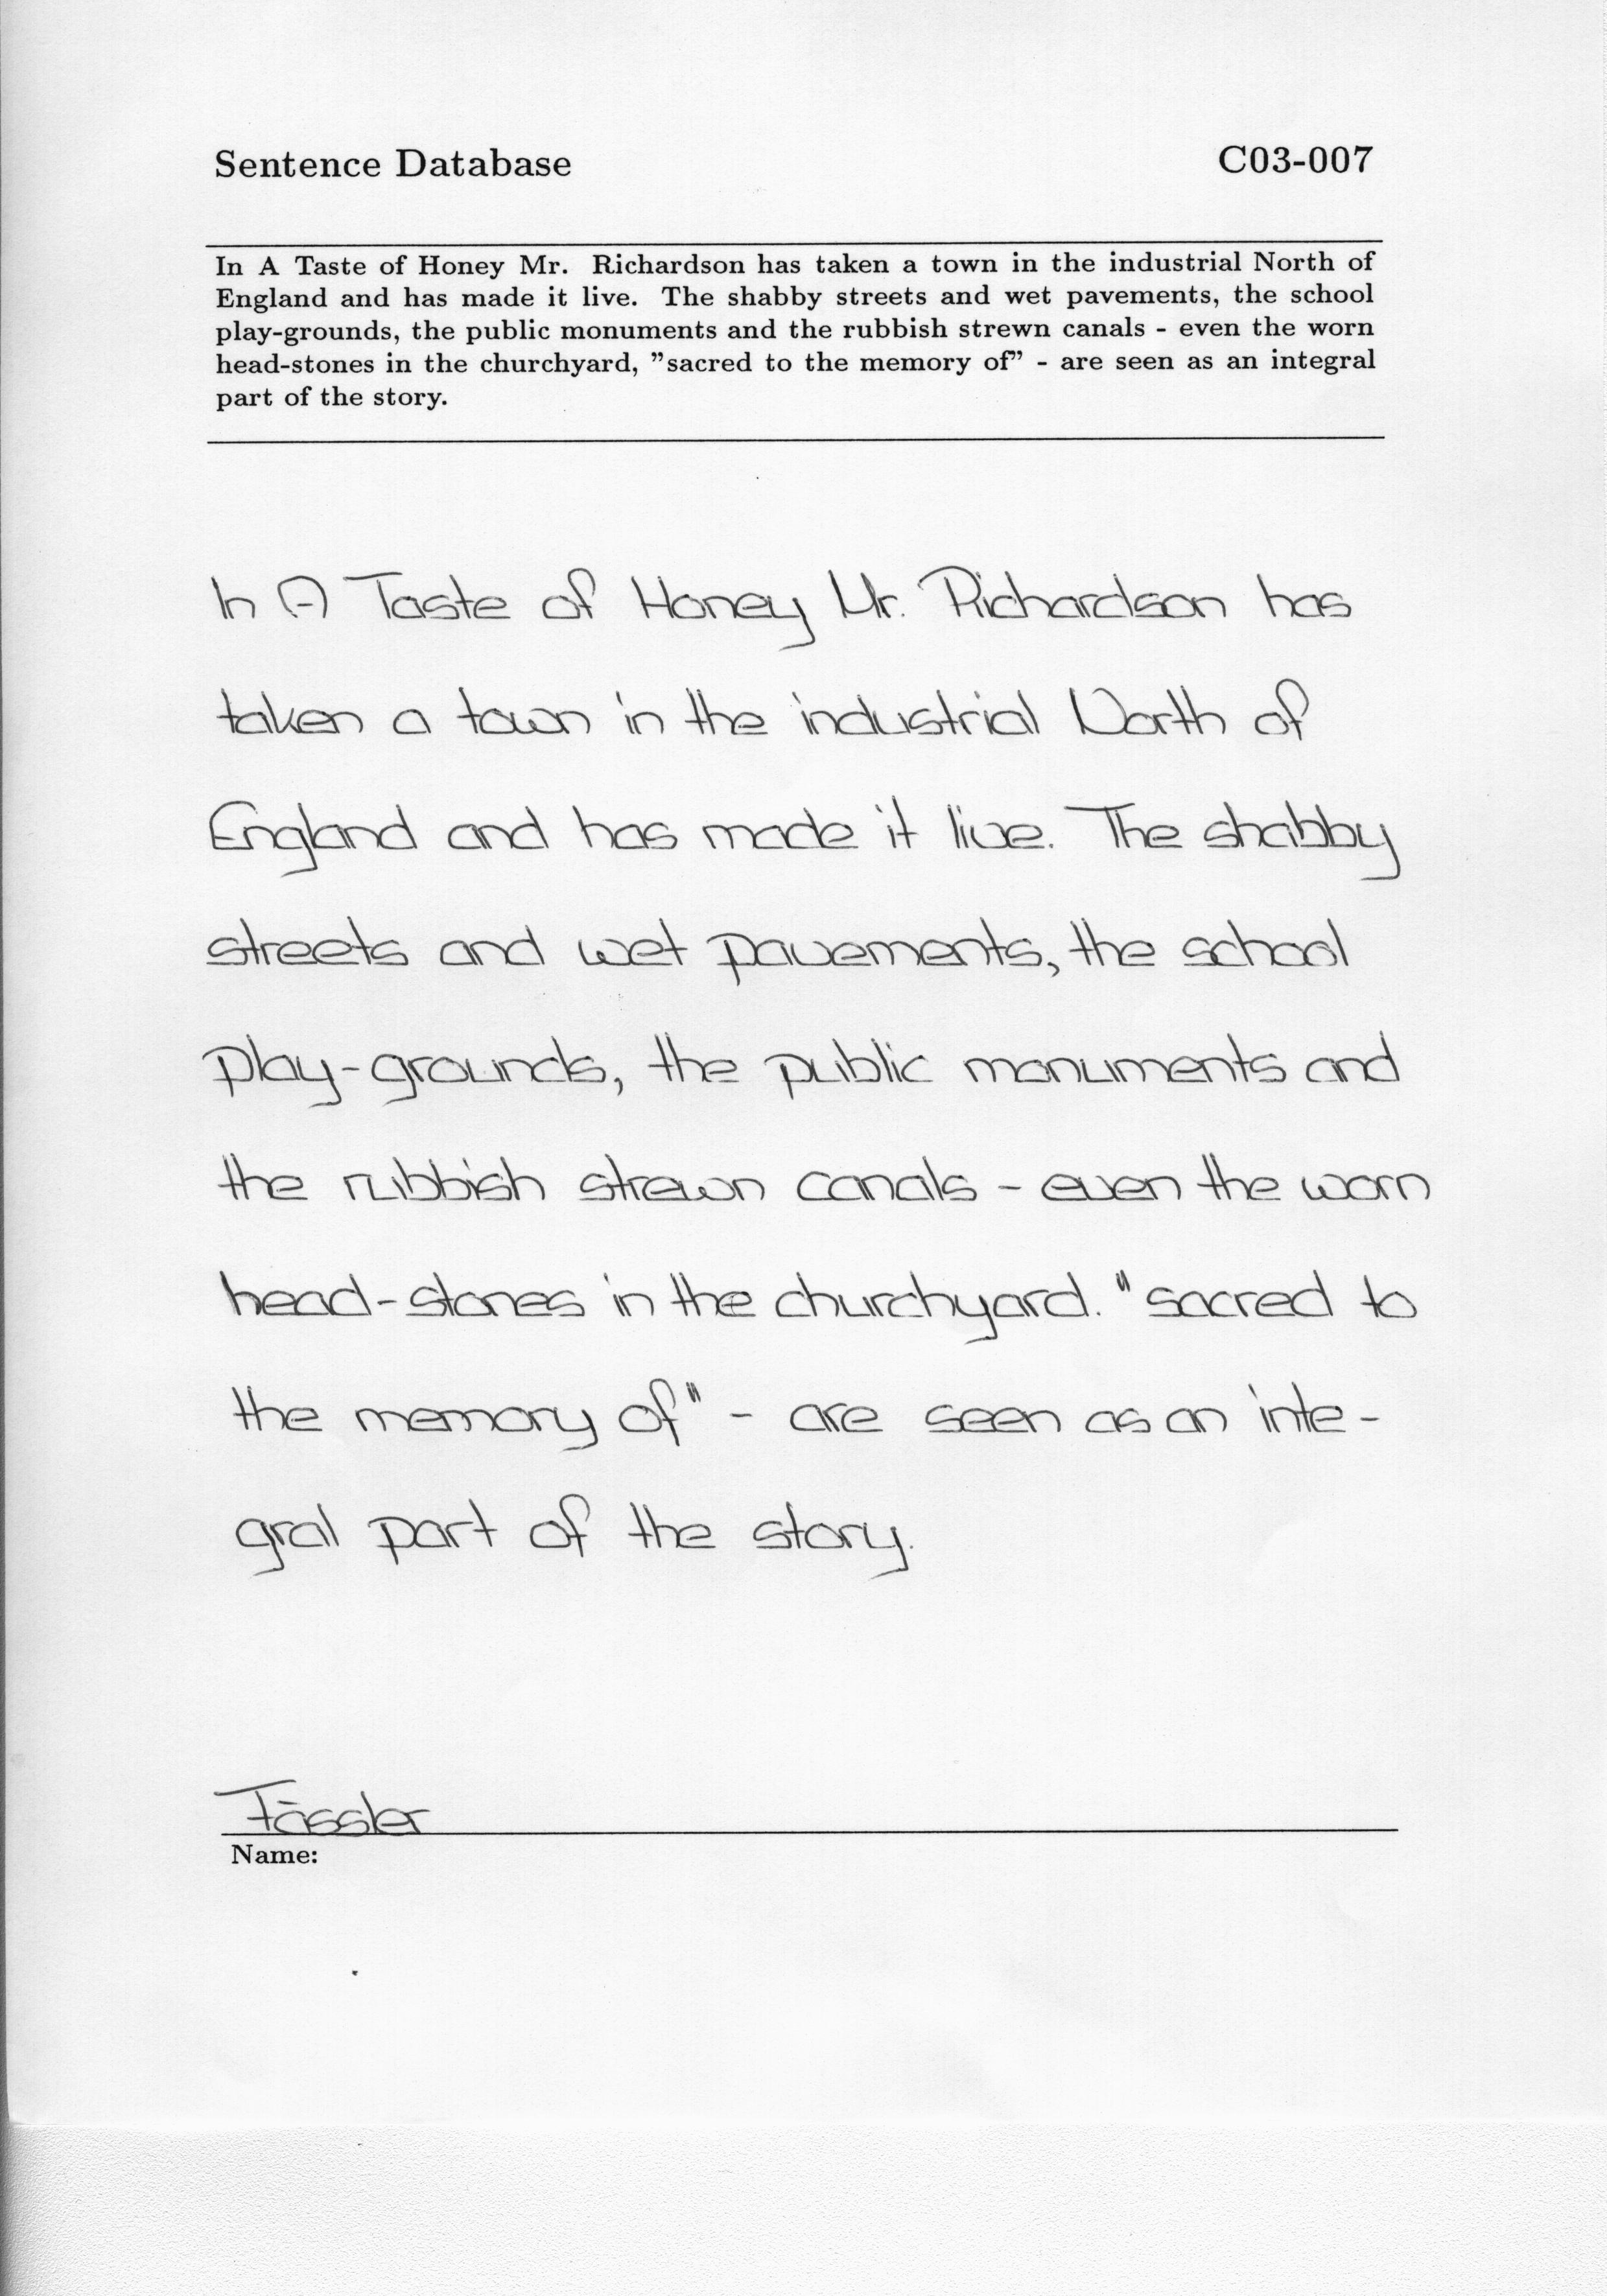 Sentence Database C03-007
In A Taste of Honey Mr. Richardson has taken a town in the industrial North of
England and has made it live. The shabby streets and wet pavements, the school
play-grounds, the public monuments and the rubbish strewn canals - even the worn
head-stones in the churchyard, ”sacred to the memory of” - are seen as an integral
part of the story.
In A Taste of Honey Mr. Richardson has
taken a town in the industrial North of
England and has made it live. The shabby
streets and wet pavements, the school
play-grounds, the public monuments and
the rubbish strewn canals - even the worn
head-stones in the churchyard. "sacred to
the memory of" - are seen as an inte-
gral part of the story.
Fässler
Name: